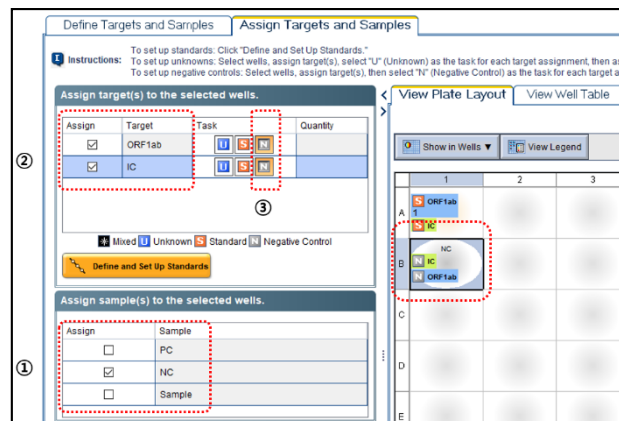 Define Targets and Samples
Assign Targets and Samples
Instructions:
To set up standards: Click "Define and Set Up Standards."
To set up unknowns: Select wells, assign target(s), select "U" (Unknown) as the task for each target assignment, then as
To set up negative controls: Select wells, assign target(s), then select "N" (Negative Control) as the task for each target a
Assign target(s) to the selected wells.
Assign Target Task Quantity
② ORF1ab U S N
IC U S N
③
Mixed U Unknown S Standard N Negative Control
Define and Set Up Standards
Assign sample(s) to the selected wells.
Assign Sample
① PC
NC
Sample
View Plate Layout View Well Table
Show in Wells ▼ View Legend
1 2 3
A S ORF1ab
1
S IC
NC
B N IC
N ORF1ab
C
D
E